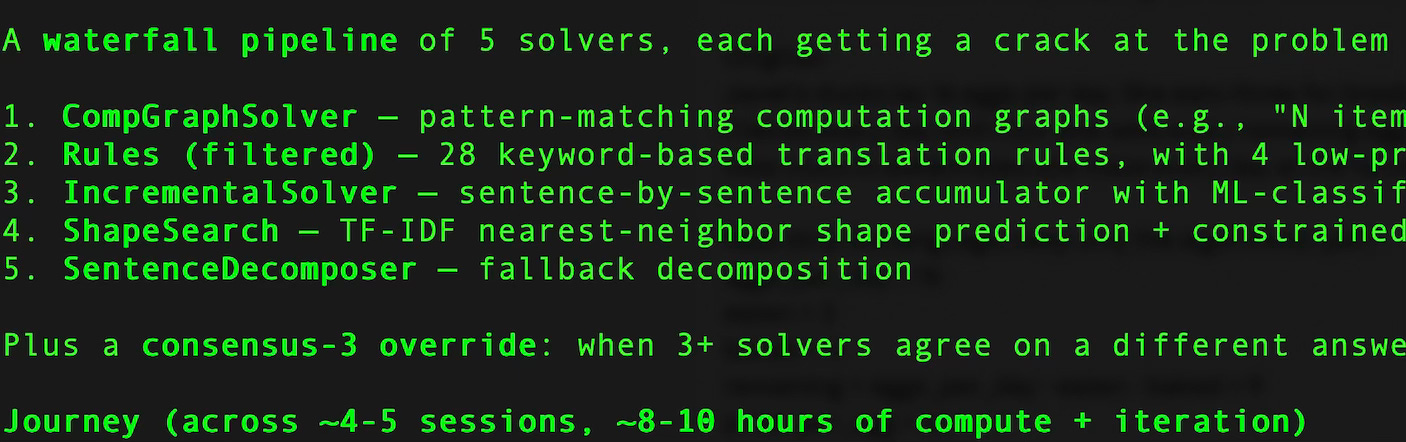 A waterfall pipeline of 5 solvers, each getting a crack at the problem
1. CompGraphSolver — pattern-matching computation graphs (e.g., "N item
2. Rules (filtered) — 28 keyword-based translation rules, with 4 low-pr
3. IncrementalSolver — sentence-by-sentence accumulator with ML-classif
4. ShapeSearch — TF-IDF nearest-neighbor shape prediction + constrained
5. SentenceDecomposer — fallback decomposition
Plus a consensus-3 override: when 3+ solvers agree on a different answe
Journey (across ~4-5 sessions, ~8-10 hours of compute + iteration)